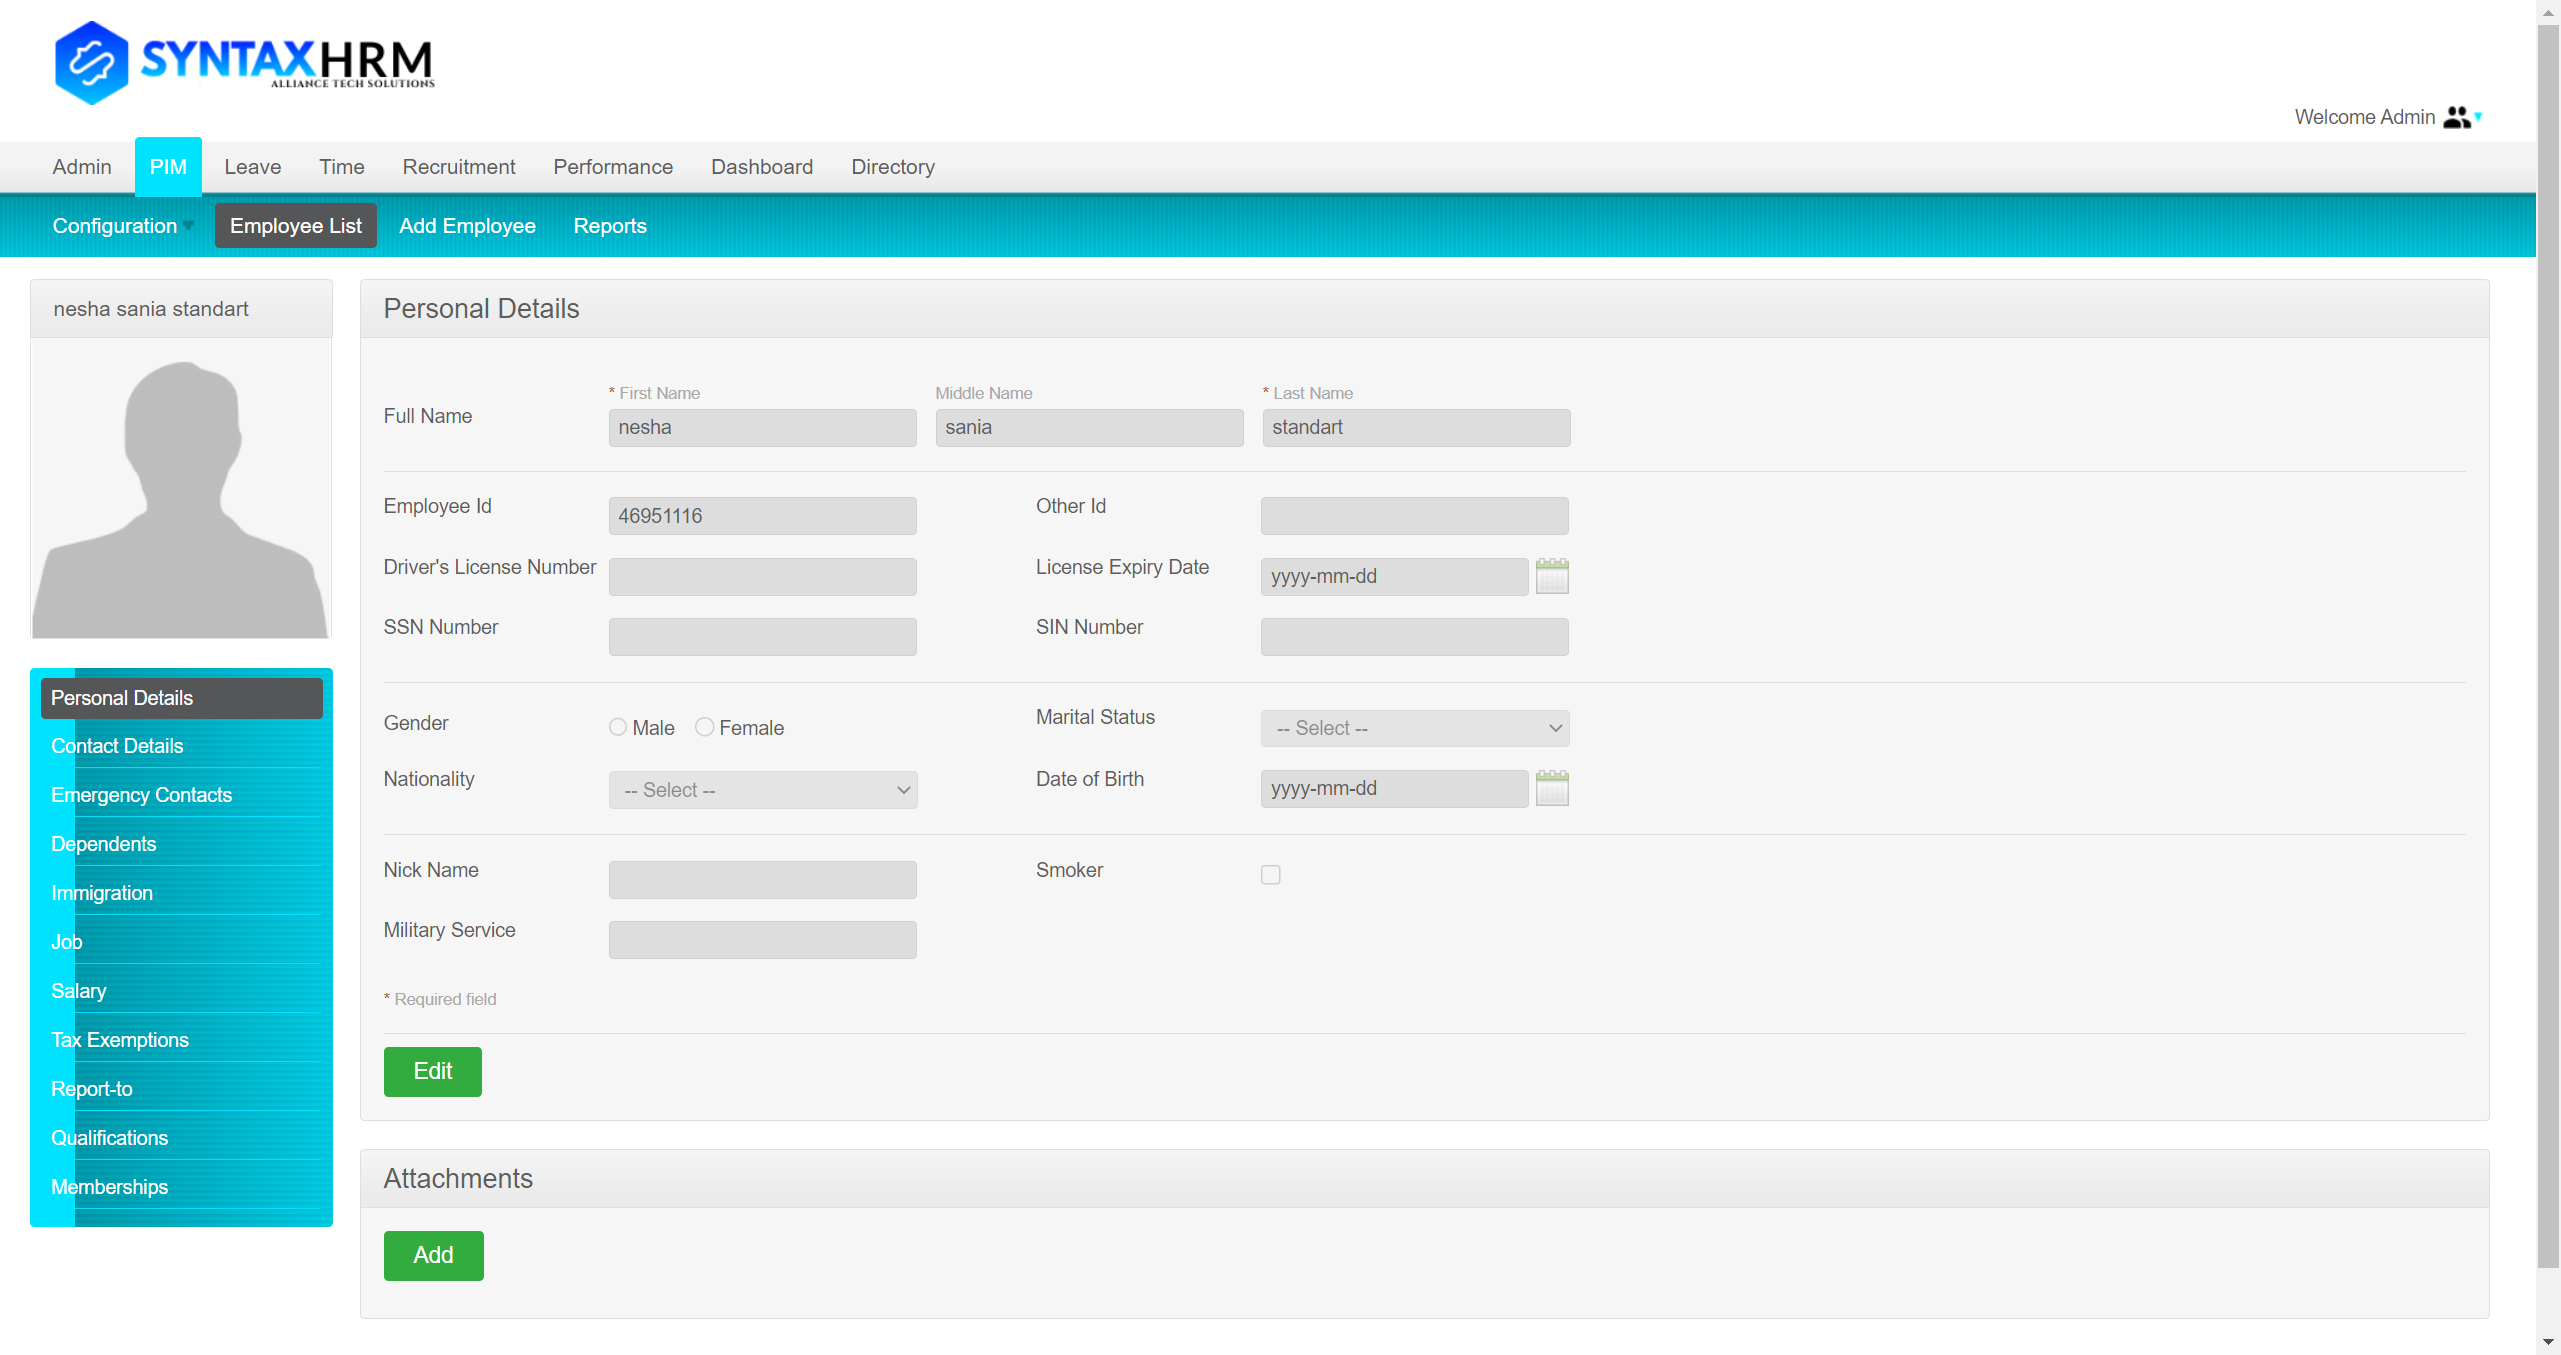 SYNTAXHRM
ALLIANCE TECH SOLUTIONS
Welcome Admin
Admin PIM Leave Time Recruitment Performance Dashboard Directory
Configuration Employee List Add Employee Reports
nesha sania standart
Personal Details
Contact Details
Emergency Contacts
Dependents
Immigration
Job
Salary
Tax Exemptions
Report-to
Qualifications
Memberships
Personal Details
* First Name Middle Name * Last Name
Full Name nesha sania standart
Employee Id 46951116 Other Id
Driver's License Number License Expiry Date yyyy-mm-dd
SSN Number SIN Number
Gender Male Female Marital Status -- Select --
Nationality -- Select -- Date of Birth yyyy-mm-dd
Nick Name Smoker
Military Service
* Required field
Edit
Attachments
Add